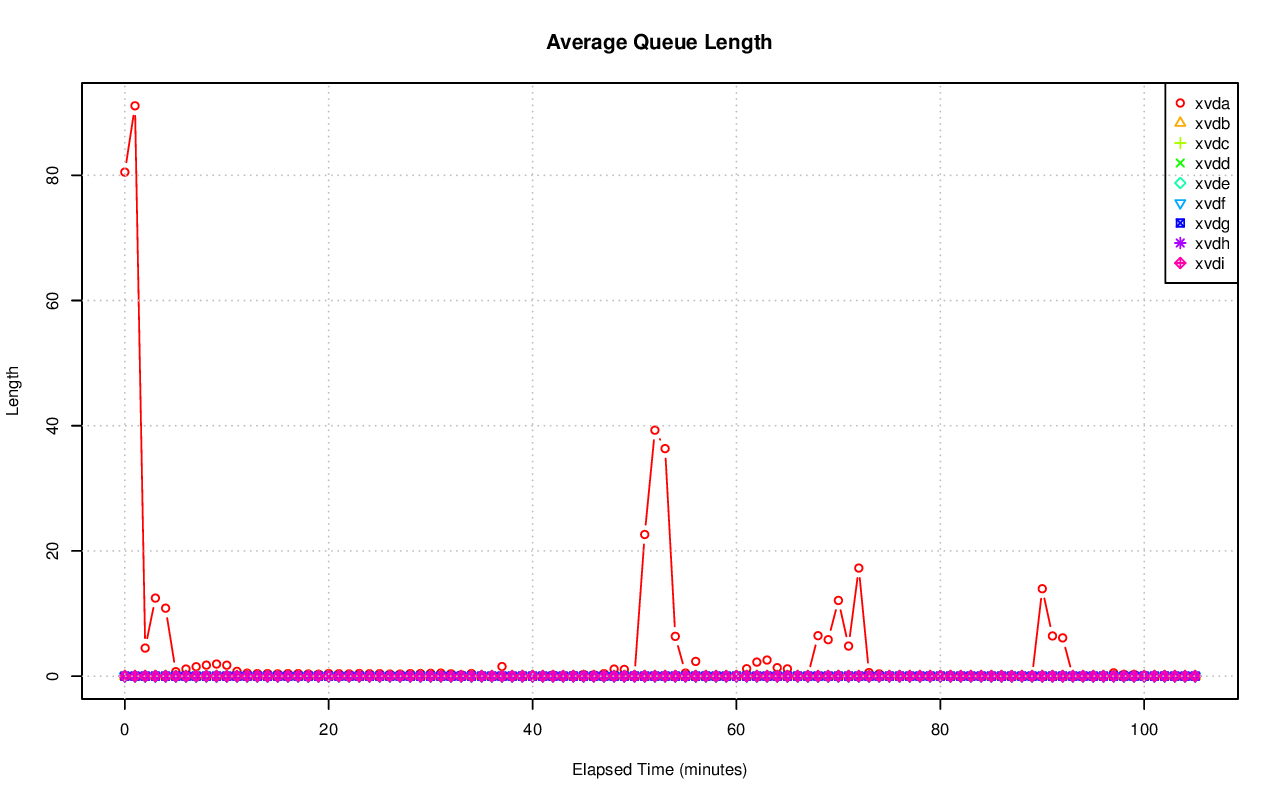 Average Queue Length
Length
80
60
40
20
0
xvda
xvdb
xvdc
xvdd
xvde
xvdf
xvdg
xvdh
xvdi
0 20 40 60 80 100
Elapsed Time (minutes)